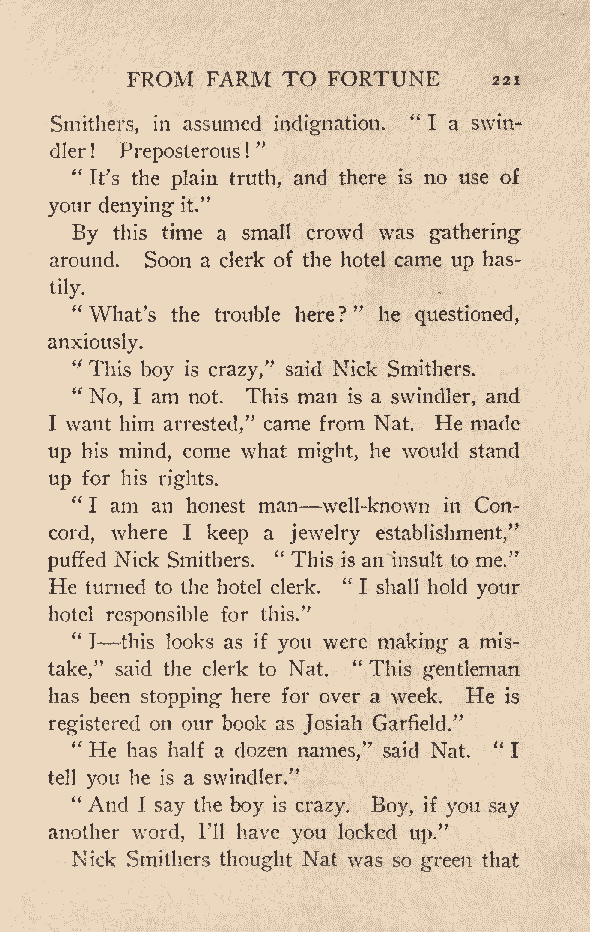 FROM FARM TO FORTUNE 221
Smithers, in assumed indignation. "I a swin-
dler! Preposterous!"
"It's the plain truth, and there is no use of
your denying it."
By this time a small crowd was gathering
around. Soon a clerk of the hotel came up has-
tily.
"What's the trouble here?" he questioned,
anxiously.
"This boy is crazy," said Nick Smithers.
"No, I am not. This man is a swindler, and
I want him arrested," came from Nat. He made
up his mind, come what might, he would stand
up for his rights.
"I am an honest man—well-known in Con-
cord, where I keep a jewelry establishment,"
puffed Nick Smithers. "This is an insult to me."
He turned to the hotel clerk. "I shall hold your
hotel responsible for this."
"I—this looks as if you were making a mis-
take," said the clerk to Nat. "This gentleman
has been stopping here for over a week. He is
registered on our book as Josiah Garfield."
"He has half a dozen names," said Nat. "I
tell you he is a swindler."
"And I say the boy is crazy. Boy, if you say
another word, I'll have you locked up."
Nick Smithers thought Nat was so green that